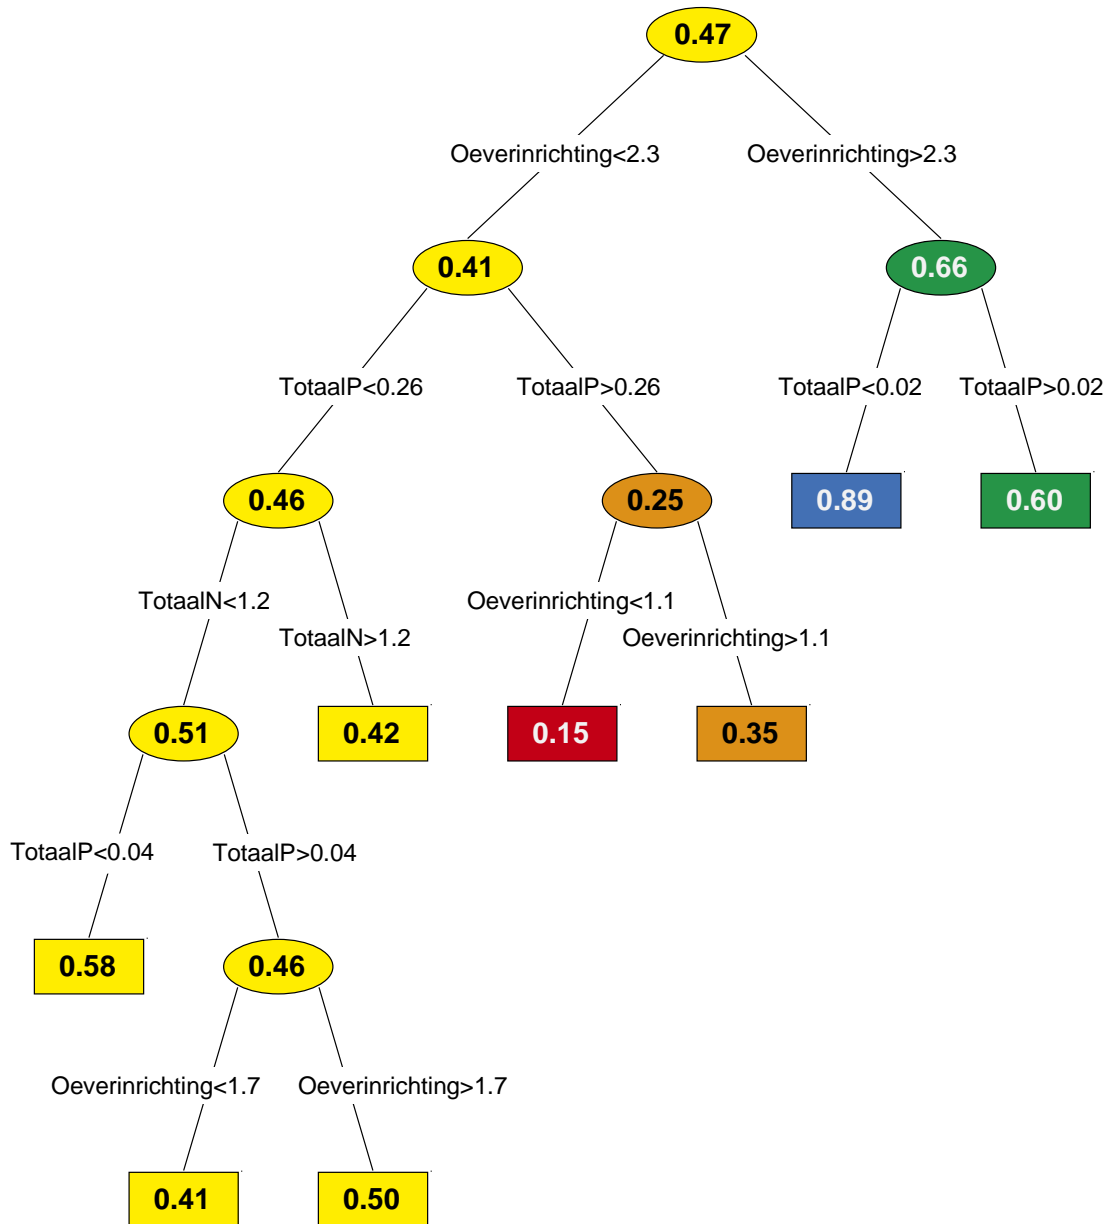 0.47
Oeverinrichting<2.3 Oeverinrichting>2.3
0.41 0.66
TotaalP<0.26 TotaalP>0.26 TotaalP<0.02 TotaalP>0.02
0.46 0.25 0.89 0.60
TotaalN<1.2 Oeverinrichting<1.1
TotaalN>1.2 Oeverinrichting>1.1
0.51 0.42 0.15 0.35
TotaalP<0.04 TotaalP>0.04
0.58 0.46
Oeverinrichting<1.7 Oeverinrichting>1.7
0.41 0.50